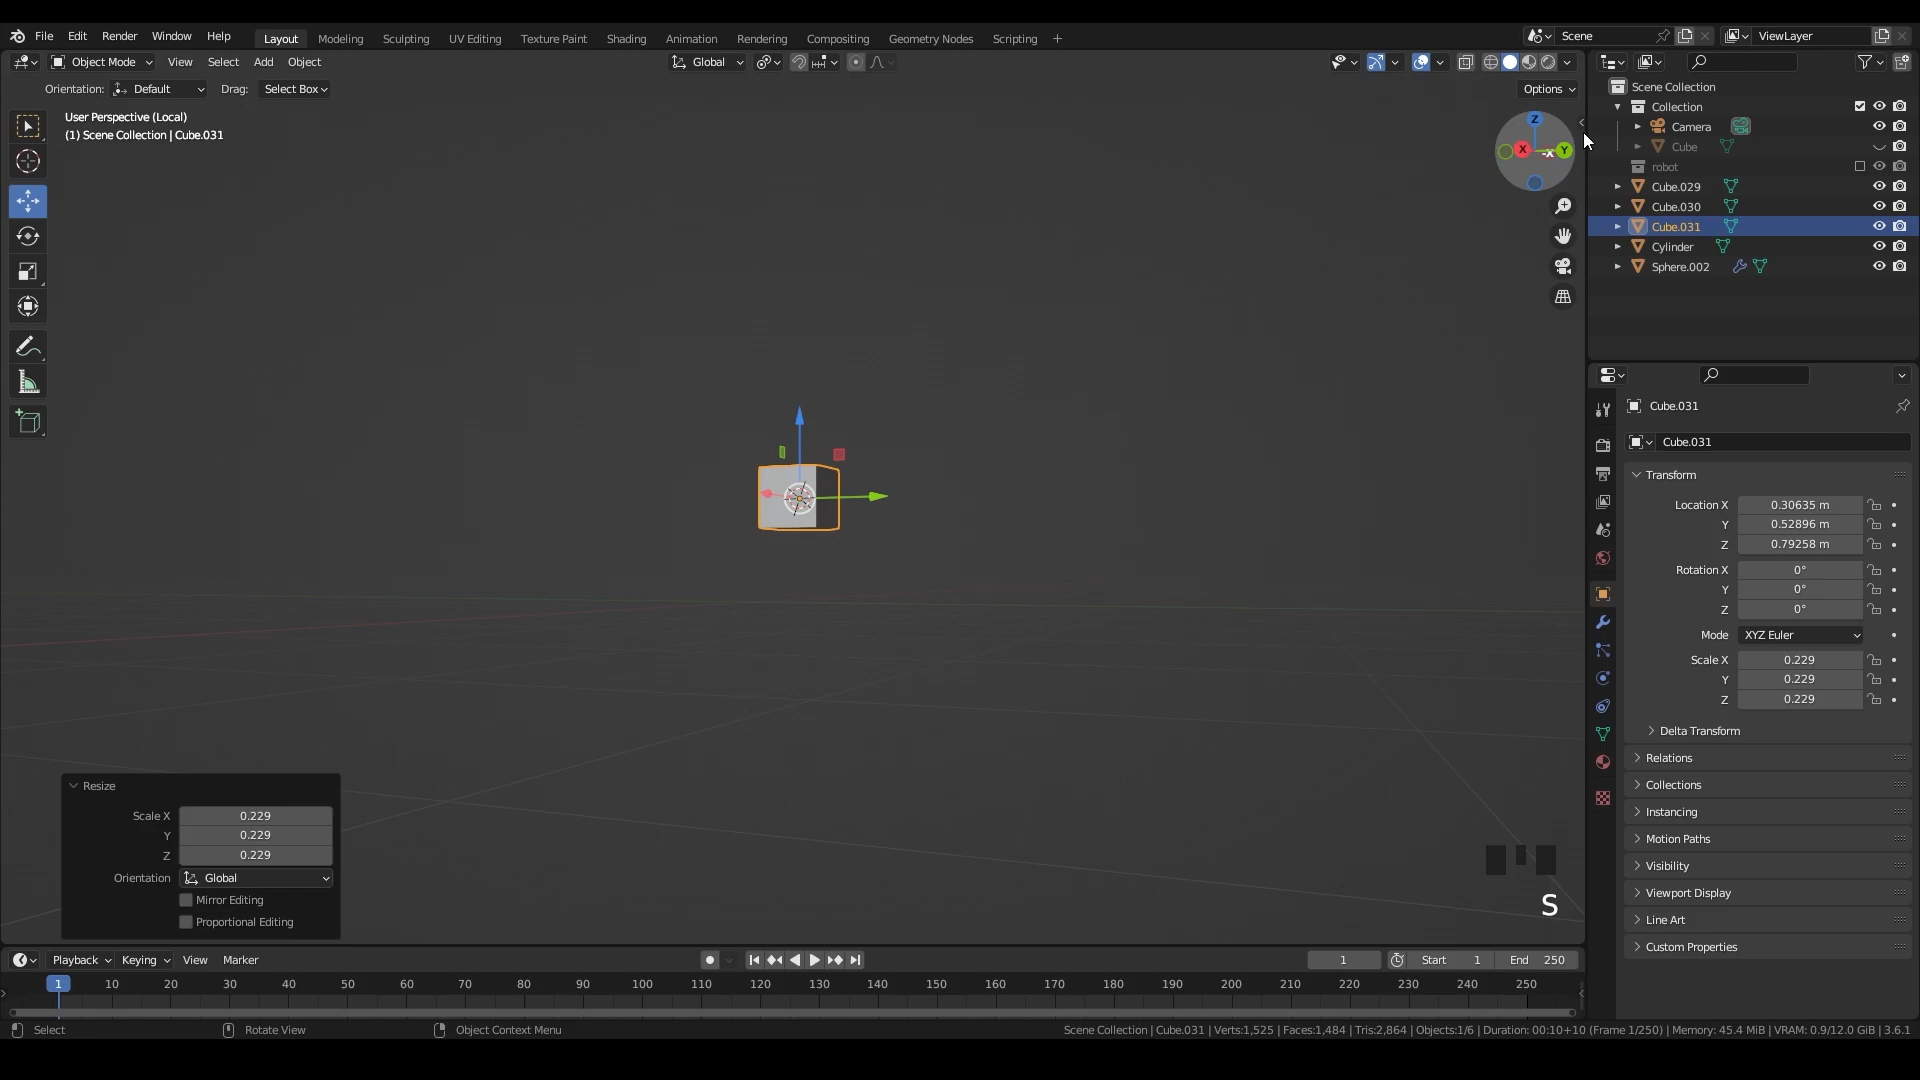 File Edit Render Window Help Layout Modeling Sculpting UV Editing Texture Paint Shading Animation Rendering Compositing Geometry Nodes Scripting + Scene ViewLayer
Object Mode View Select Add Object Global
Orientation: Default Drag: Select Box Options
User Perspective (Local)
(1) Scene Collection | Cube.031
Z
X
-X
Y
Scene Collection
Collection
Camera
Cube
robot
Cube.029
Cube.030
Cube.031
Cylinder
Sphere.002
Cube.031
Cube.031
Transform
Location X 0.30635 m
Y 0.52896 m
Z 0.79258 m
Rotation X 0°
Y 0°
Z 0°
Mode XYZ Euler
Scale X 0.229
Y 0.229
Z 0.229
Delta Transform
Relations
Collections
Instancing
Motion Paths
Visibility
Viewport Display
Line Art
Custom Properties
Resize
Scale X 0.229
Y 0.229
Z 0.229
Orientation Global
Mirror Editing
Proportional Editing
S
Playback Keying View Marker 1 Start 1 End 250
1 10 20 30 40 50 60 70 80 90 100 110 120 130 140 150 160 170 180 190 200 210 220 230 240 250
Select Rotate View Object Context Menu Scene Collection | Cube.031 | Verts:1,525 | Faces:1,484 | Tris:2,864 | Objects:1/6 | Duration: 00:10+10 (Frame 1/250) | Memory: 45.4 MiB | VRAM: 0.9/12.0 GiB | 3.6.1